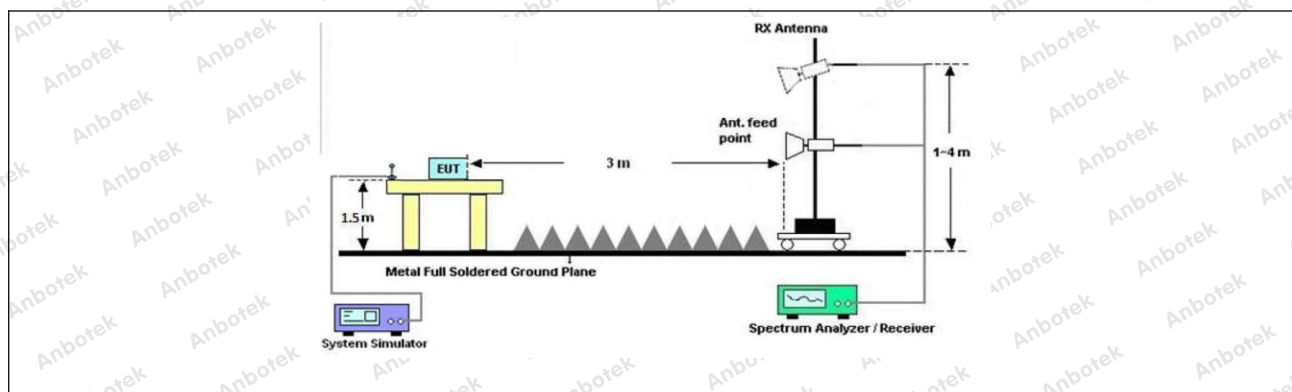 RX Antenna
Ant. feed
point
EUT
3 m
1~4 m
1.5 m
Metal Full Soldered Ground Plane
Spectrum Analyzer / Receiver
System Simulator
Anbotek